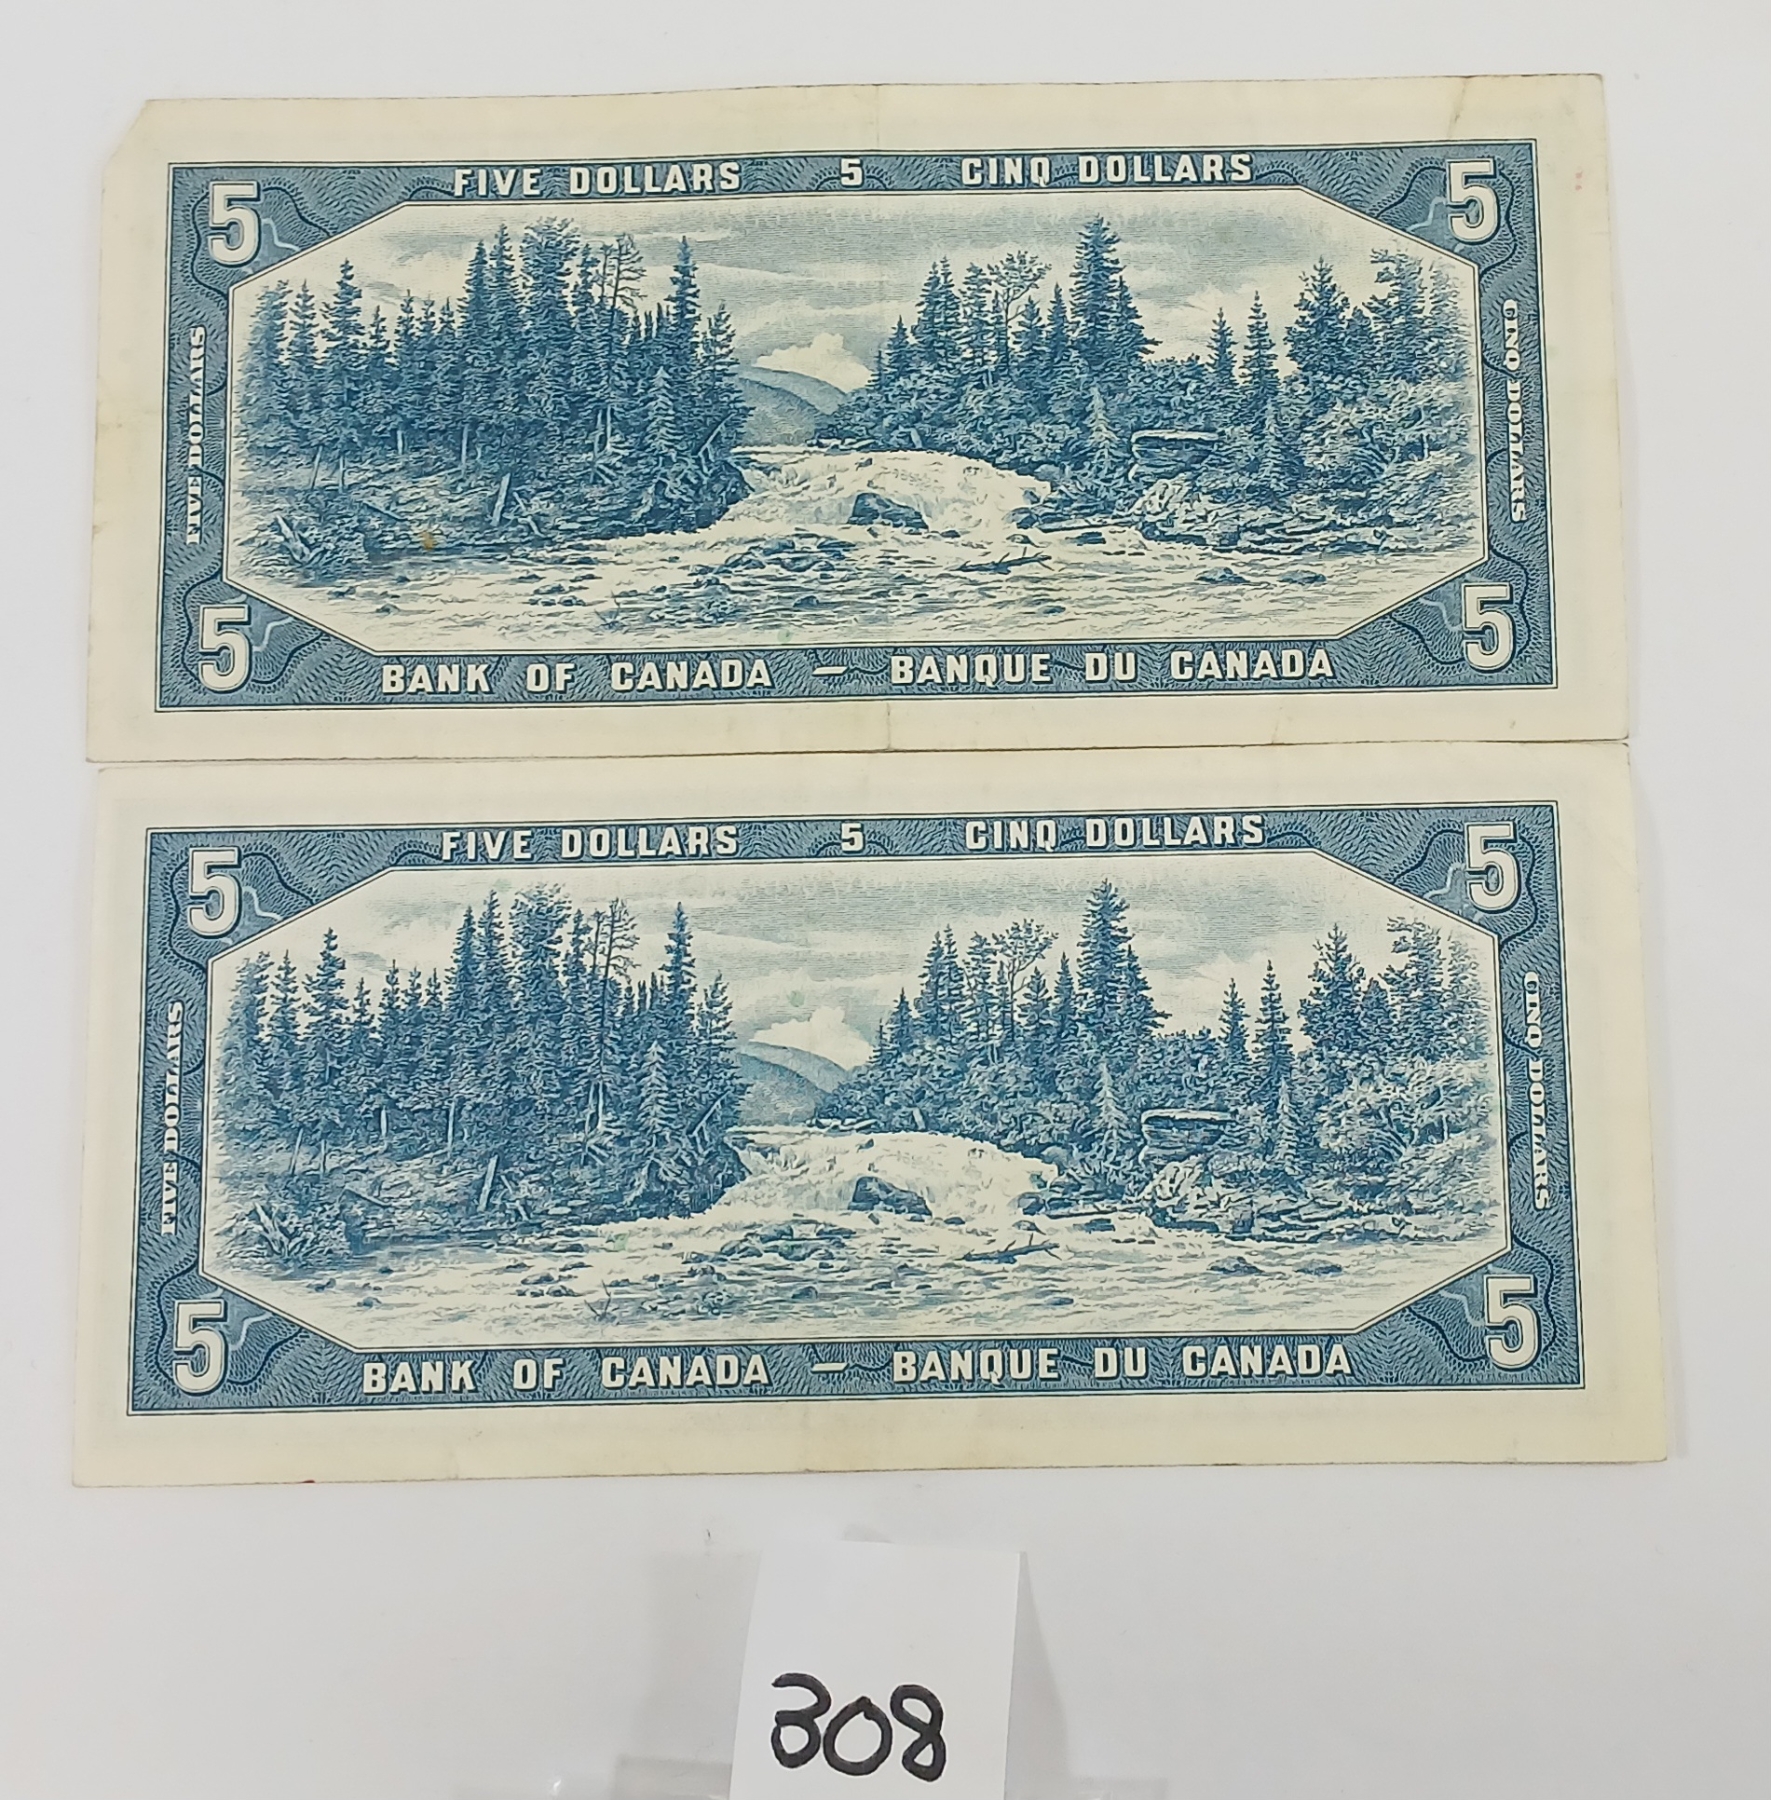 FIVE DOLLARS 5 CINQ DOLLARS
5 5
FIVE DOLLARS
CINQ DOLLARS
5 5
BANK OF CANADA – BANQUE DU CANADA
FIVE DOLLARS 5 CINQ DOLLARS
5 5
FIVE DOLLARS
CINQ DOLLARS
5 5
BANK OF CANADA – BANQUE DU CANADA
308